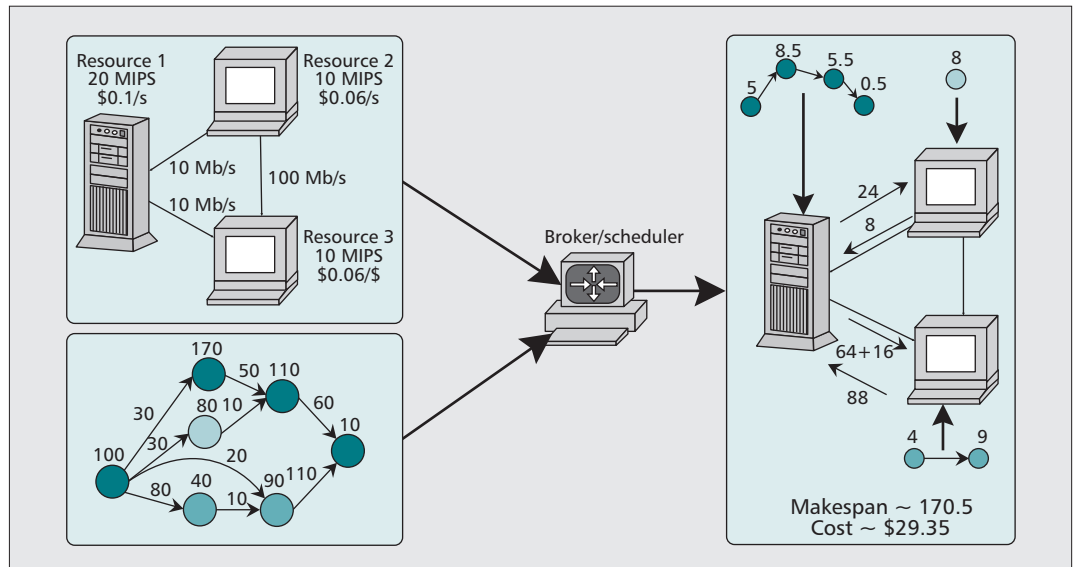 Resource 1
20 MIPS
$0.1/s
Resource 2
10 MIPS
$0.06/s
10 Mb/s
100 Mb/s
10 Mb/s
Resource 3
10 MIPS
$0.06/$
170
50
110
30
80
10
60
30
10
100
20
80
40
10
90
110
Broker/scheduler
8.5
5.5
8
5
0.5
24
8
64+16
88
4
9
Makespan ~ 170.5
Cost ~ $29.35